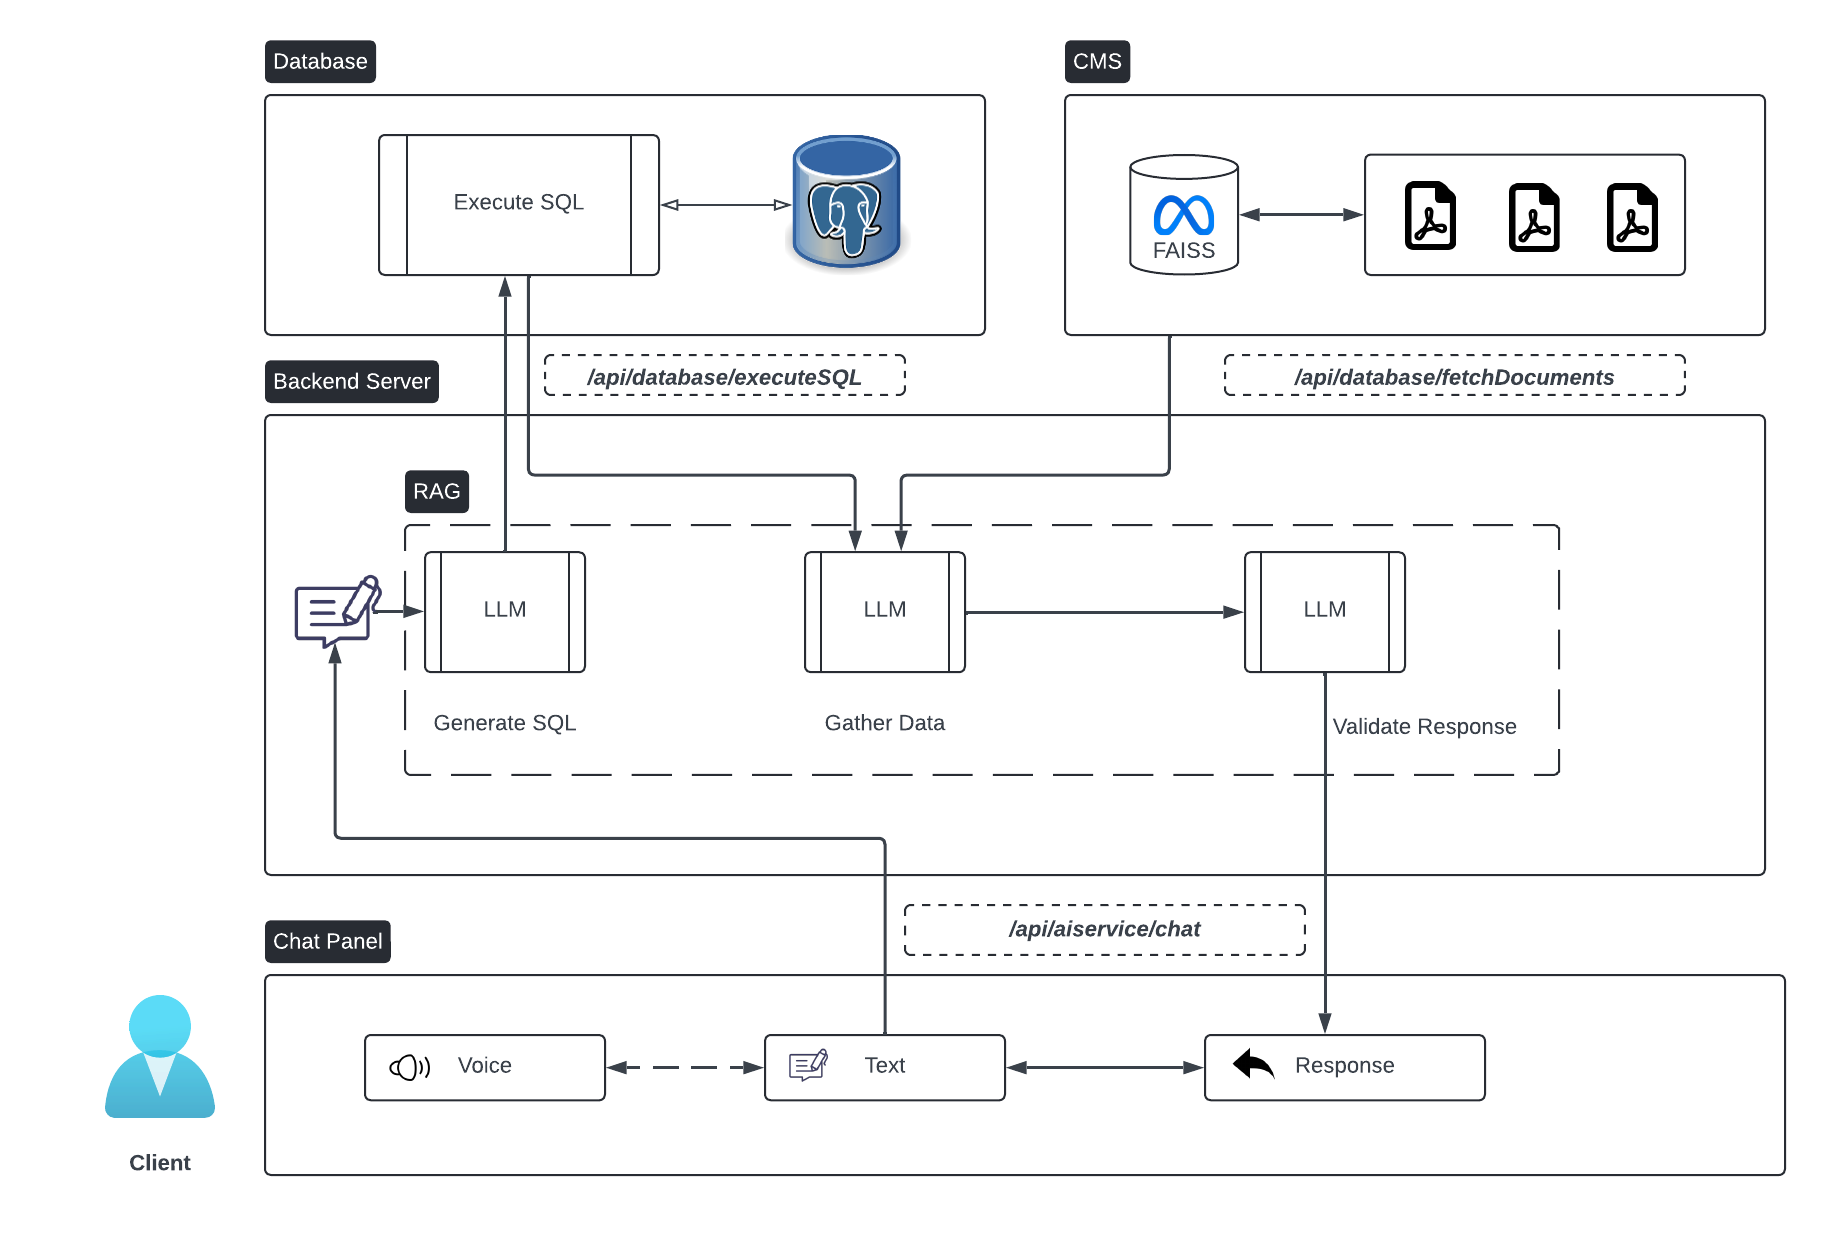 Database
CMS
Execute SQL
FAISS
Backend Server
/api/database/executeSQL
/api/database/fetchDocuments
RAG
LLM
LLM
LLM
Generate SQL
Gather Data
Validate Response
/api/aiservice/chat
Chat Panel
Voice
Text
Response
Client